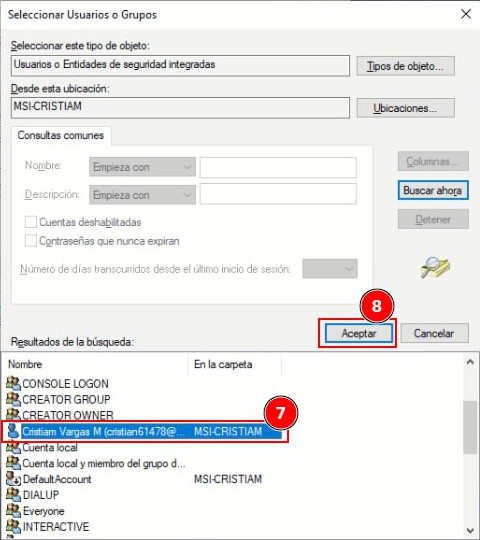 Seleccionar Usuarios o Grupos
Seleccionar este tipo de objeto:
Usuarios o Entidades de seguridad integradas
Tipos de objeto...
Desde esta ubicación:
MSI-CRISTIAM
Ubicaciones...
Consultas comunes
Nombre:
Empieza con
Columnas...
Descripción:
Empieza con
Buscar ahora
Cuentas deshabilitadas
Detener
Contraseñas que nunca expiran
Número de días transcurridos desde el último inicio de sesión:
8
Aceptar
Cancelar
Resultados de la búsqueda:
Nombre
En la carpeta
CONSOLE LOGON
CREATOR GROUP
CREATOR OWNER
7
Cristiam Vargas M (cristian61478@... MSI-CRISTIAM
Cuenta local
Cuenta local y miembro del grupo d...
DefaultAccount MSI-CRISTIAM
DIALUP
Everyone
INTERACTIVE